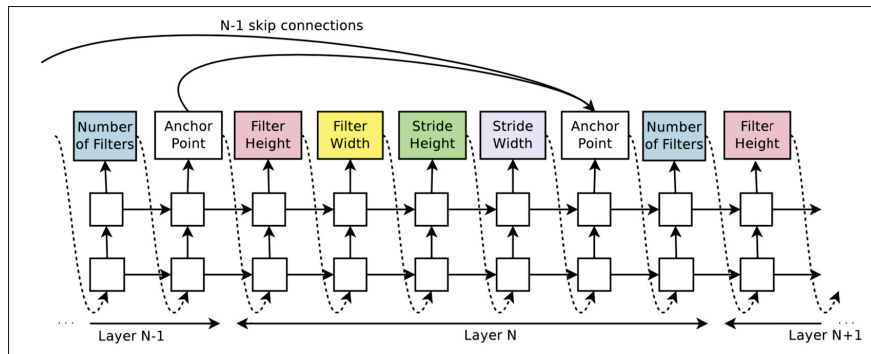 N-1 skip connections
Number
of Filters
Anchor
Point
Filter
Height
Filter
Width
Stride
Height
Stride
Width
Anchor
Point
Number
of Filters
Filter
Height
...
Layer N-1
Layer N
Layer N+1
...